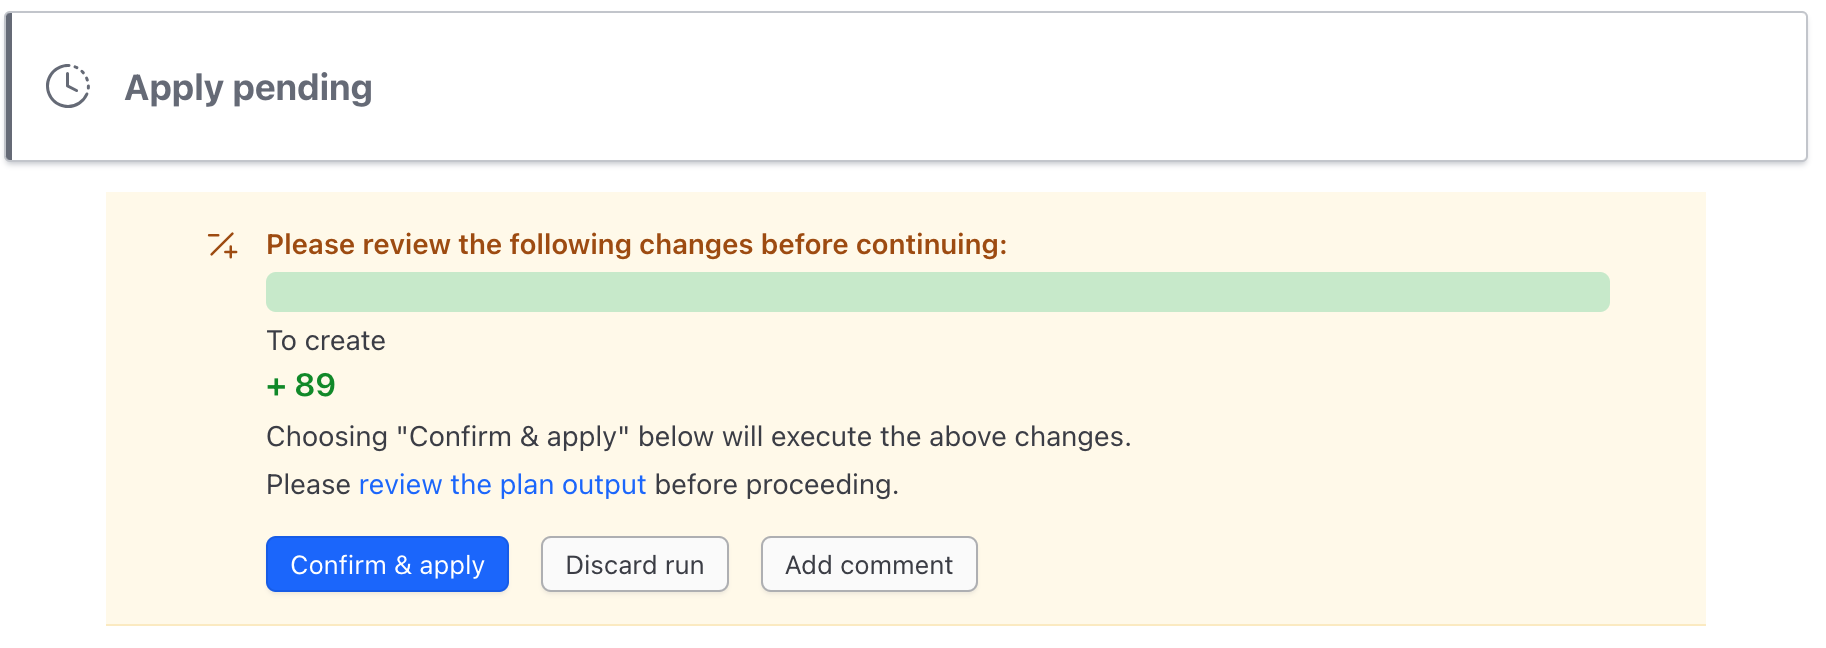 Apply pending
Please review the following changes before continuing:
To create
+ 89
Choosing "Confirm & apply" below will execute the above changes.
Please review the plan output before proceeding.
Confirm & apply
Discard run
Add comment